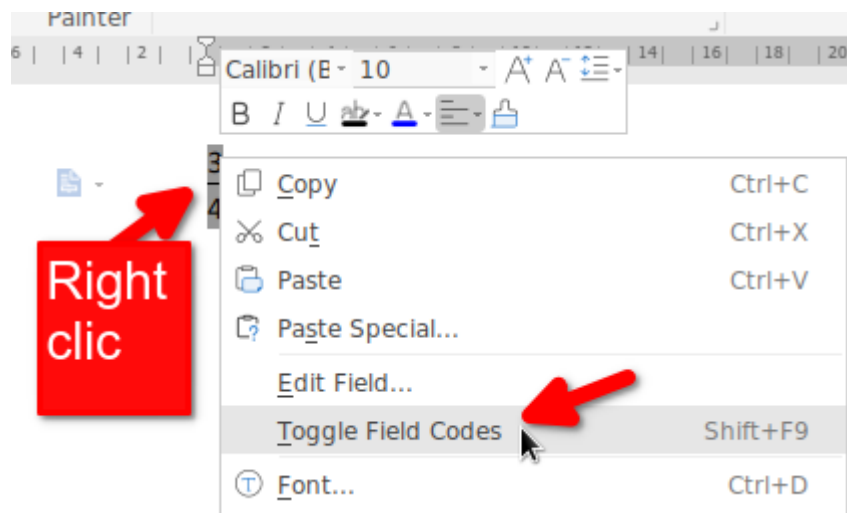 Painter
6 | | 4 | | 2 | |
14| | 16| | 18| | 20
Calibri (E 10 A+ A-
B I U ab A
3
4
Copy Ctrl+C
Cut Ctrl+X
Paste Ctrl+V
Paste Special...
Edit Field...
Toggle Field Codes Shift+F9
T Font... Ctrl+D
Right
clic